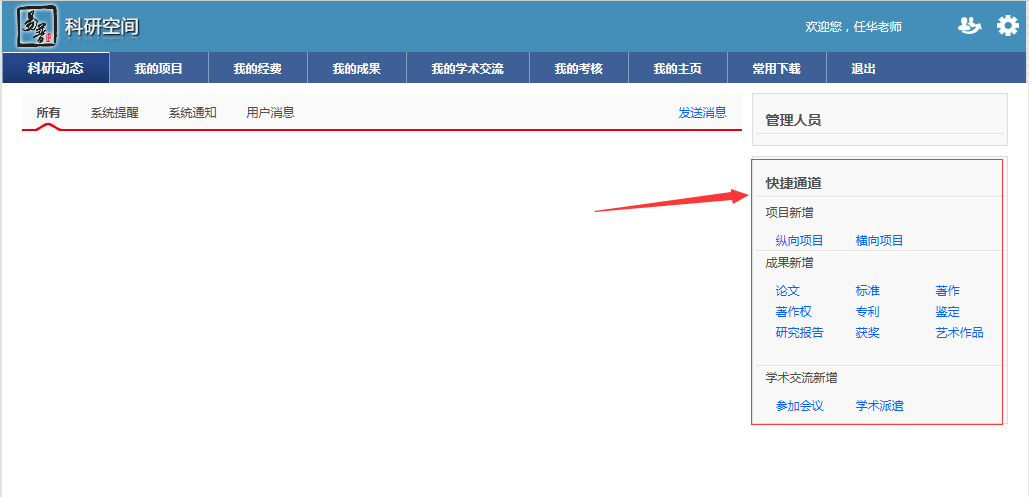 易普 科研空间
欢迎您，任华老师
科研动态 我的项目 我的经费 我的成果 我的学术交流 我的考核 我的主页 常用下载 退出
所有 系统提醒 系统通知 用户消息 发送消息
管理人员
快捷通道
项目新增
纵向项目 横向项目
成果新增
论文 标准 著作
著作权 专利 鉴定
研究报告 获奖 艺术作品
学术交流新增
参加会议 学术派遣